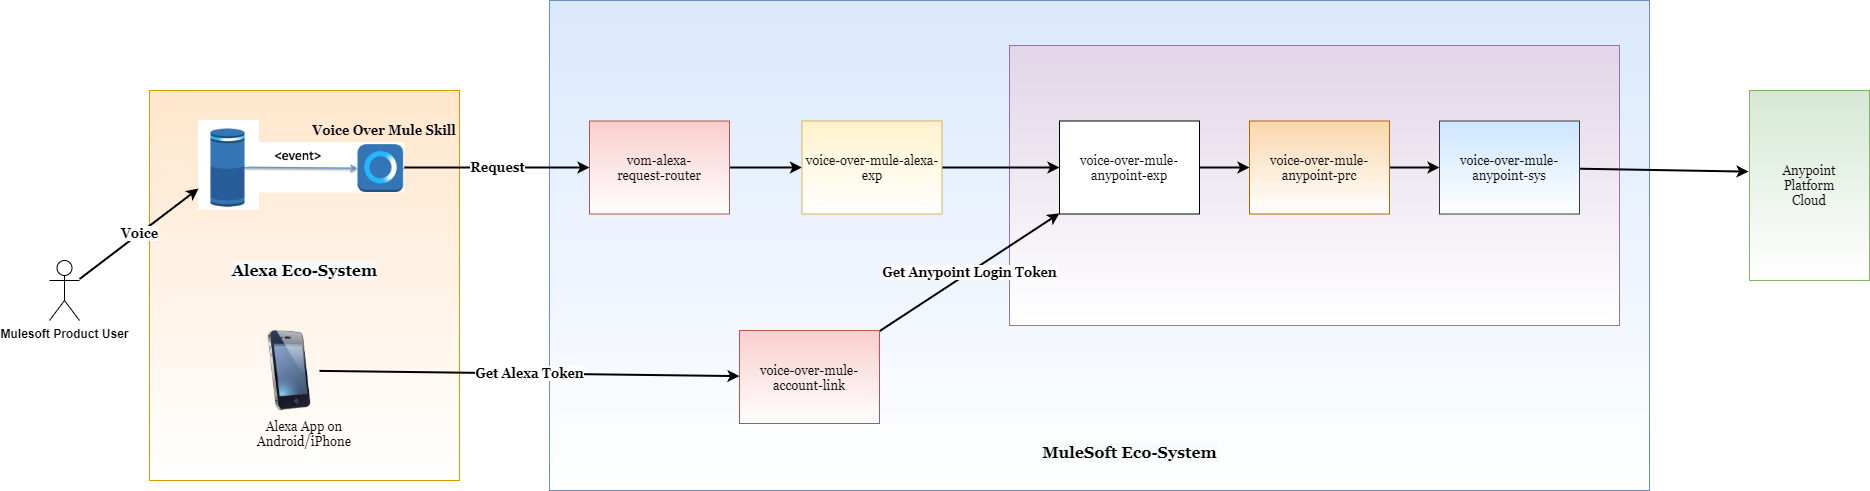 Voice Over Mule Skill
<event>
Request
vom-alexa-
request-router
voice-over-mule-alexa-
exp
voice-over-mule-
anypoint-exp
voice-over-mule-
anypoint-prc
voice-over-mule-
anypoint-sys
Anypoint
Platform
Cloud
Voice
Alexa Eco-System
Get Anypoint Login Token
Mulesoft Product User
Get Alexa Token
voice-over-mule-
account-link
Alexa App on
Android/iPhone
MuleSoft Eco-System